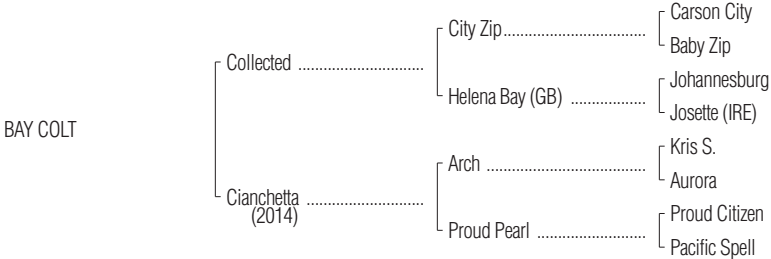 Carson City
City Zip..................................
Baby Zip
Collected .............................
Johannesburg
Helena Bay (GB) ..................
Josette (IRE)
BAY COLT
Kris S.
Arch .......................................
Aurora
Cianchetta ...........................
(2014)
Proud Citizen
Proud Pearl ..........................
Pacific Spell